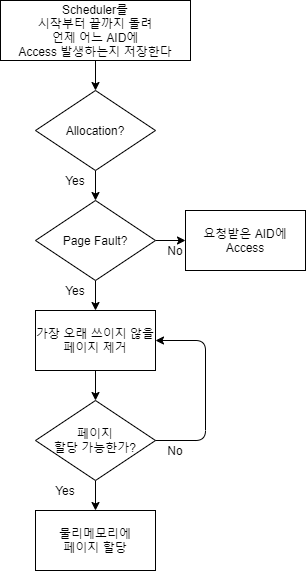 Scheduler를
시작부터 끝까지 돌려
언제 어느 AID에
Access 발생하는지 저장한다
Allocation?
Yes
Page Fault?
No
요청받은 AID에
Access
Yes
가장 오래 쓰이지 않을
페이지 제거
페이지
할당 가능한가?
No
Yes
물리메모리에
페이지 할당